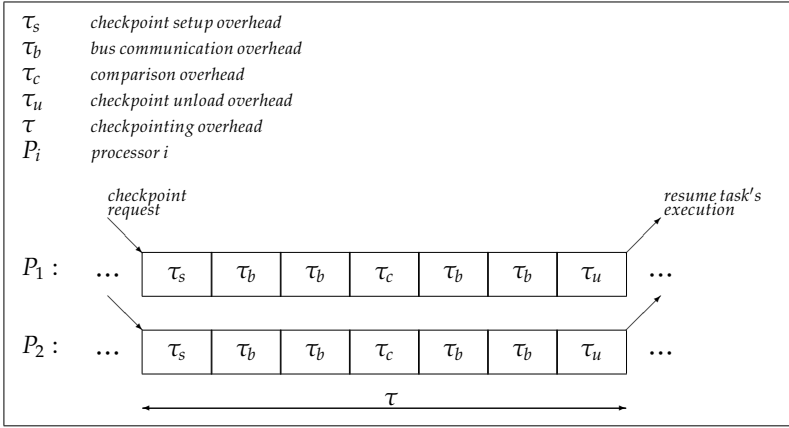 τs checkpoint setup overhead
τb bus communication overhead
τc comparison overhead
τu checkpoint unload overhead
τ checkpointing overhead
Pi processor i
checkpoint request
resume task's execution
P1 : ... τs τb τb τc τb τb τu ...
P2 : ... τs τb τb τc τb τb τu ...
τ